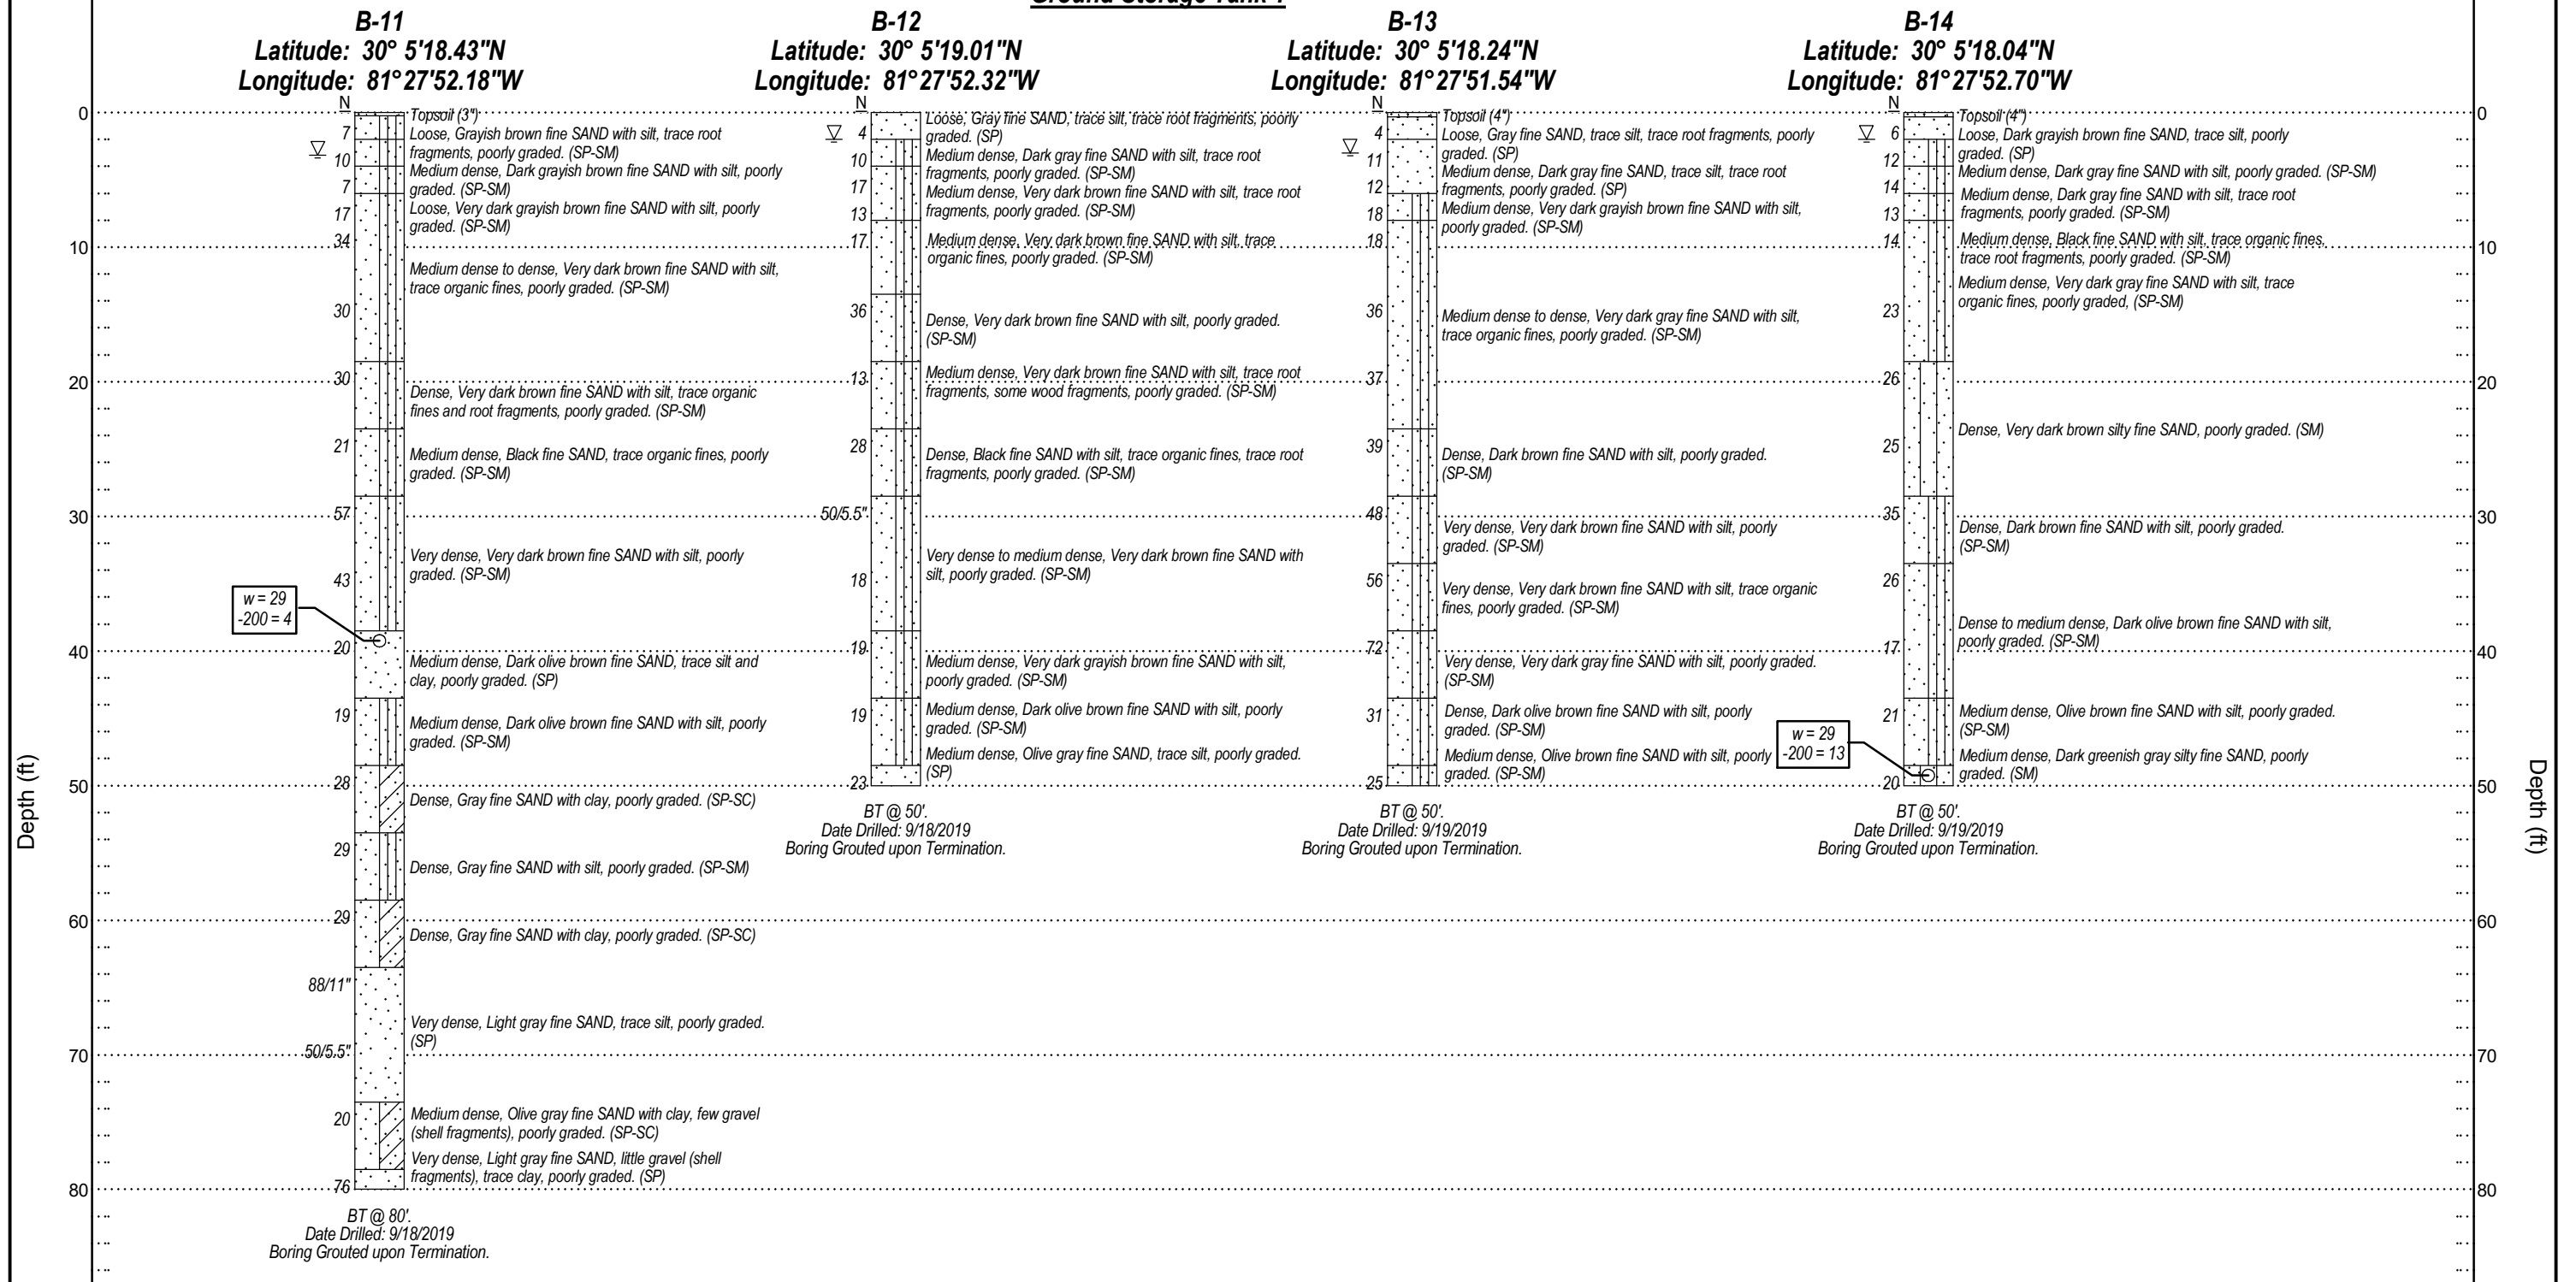 Ground Storage Tank 1
B-11
Latitude: 30° 5'18.43"N
Longitude: 81°27'52.18"W
B-12
Latitude: 30° 5'19.01"N
Longitude: 81°27'52.32"W
B-13
Latitude: 30° 5'18.24"N
Longitude: 81°27'51.54"W
B-14
Latitude: 30° 5'18.04"N
Longitude: 81°27'52.70"W
Depth (ft)
0
10
20
30
40
50
60
70
80
N
7
10
7
17
34
30
30
21
57
43
20
19
28
29
29
88/11"
50/5.5"
20
76
w = 29
-200 = 4
Topsoil (3")
Loose, Grayish brown fine SAND with silt, trace root
fragments, poorly graded. (SP-SM)
Medium dense, Dark grayish brown fine SAND with silt, poorly
graded. (SP-SM)
Loose, Very dark grayish brown fine SAND with silt, poorly
graded. (SP-SM)
Medium dense to dense, Very dark brown fine SAND with silt,
trace organic fines, poorly graded. (SP-SM)
Dense, Very dark brown fine SAND with silt, trace organic
fines and root fragments, poorly graded. (SP-SM)
Medium dense, Black fine SAND, trace organic fines, poorly
graded. (SP-SM)
Very dense, Very dark brown fine SAND with silt, poorly
graded. (SP-SM)
Medium dense, Dark olive brown fine SAND, trace silt and
clay, poorly graded. (SP)
Medium dense, Dark olive brown fine SAND with silt, poorly
graded. (SP-SM)
Dense, Gray fine SAND with clay, poorly graded. (SP-SC)
Dense, Gray fine SAND with silt, poorly graded. (SP-SM)
Dense, Gray fine SAND with clay, poorly graded. (SP-SC)
Very dense, Light gray fine SAND, trace silt, poorly graded.
(SP)
Medium dense, Olive gray fine SAND with clay, few gravel
(shell fragments), poorly graded. (SP-SC)
Very dense, Light gray fine SAND, little gravel (shell
fragments), trace clay, poorly graded. (SP)
BT @ 80'.
Date Drilled: 9/18/2019
Boring Grouted upon Termination.
N
4
10
17
13
17
36
13
28
50/5.5"
18
19
19
23
Loose, Gray fine SAND, trace silt, trace root fragments, poorly
graded. (SP)
Medium dense, Dark gray fine SAND with silt, trace root
fragments, poorly graded. (SP-SM)
Medium dense, Very dark brown fine SAND with silt, trace root
fragments, poorly graded. (SP-SM)
Medium dense, Very dark brown fine SAND with silt, trace
organic fines, poorly graded. (SP-SM)
Dense, Very dark brown fine SAND with silt, poorly graded.
(SP-SM)
Medium dense, Very dark brown fine SAND with silt, trace root
fragments, some wood fragments, poorly graded. (SP-SM)
Dense, Black fine SAND with silt, trace organic fines, trace root
fragments, poorly graded. (SP-SM)
Very dense to medium dense, Very dark brown fine SAND with
silt, poorly graded. (SP-SM)
Medium dense, Very dark grayish brown fine SAND with silt,
poorly graded. (SP-SM)
Medium dense, Dark olive brown fine SAND with silt, poorly
graded. (SP-SM)
Medium dense, Olive gray fine SAND, trace silt, poorly graded.
(SP)
BT @ 50'.
Date Drilled: 9/18/2019
Boring Grouted upon Termination.
N
4
11
12
18
18
36
37
39
48
56
72
31
25
Topsoil (4")
Loose, Gray fine SAND, trace silt, trace root fragments, poorly
graded. (SP)
Medium dense, Dark gray fine SAND, trace silt, trace root
fragments, poorly graded. (SP)
Medium dense, Very dark grayish brown fine SAND with silt,
poorly graded. (SP-SM)
Medium dense to dense, Very dark gray fine SAND with silt,
trace organic fines, poorly graded. (SP-SM)
Dense, Dark brown fine SAND with silt, poorly graded.
(SP-SM)
Very dense, Very dark brown fine SAND with silt, poorly
graded. (SP-SM)
Very dense, Very dark brown fine SAND with silt, trace organic
fines, poorly graded. (SP-SM)
Very dense, Very dark gray fine SAND with silt, poorly graded.
(SP-SM)
Dense, Dark olive brown fine SAND with silt, poorly
graded. (SP-SM)
Medium dense, Olive brown fine SAND with silt, poorly
graded. (SP-SM)
BT @ 50'.
Date Drilled: 9/19/2019
Boring Grouted upon Termination.
N
6
12
14
13
14
23
26
25
35
26
17
21
20
w = 29
-200 = 13
Topsoil (4")
Loose, Dark grayish brown fine SAND, trace silt, poorly
graded. (SP)
Medium dense, Dark gray fine SAND with silt, poorly graded. (SP-SM)
Medium dense, Dark gray fine SAND with silt, trace root
fragments, poorly graded. (SP-SM)
Medium dense, Black fine SAND with silt, trace organic fines,
trace root fragments, poorly graded. (SP-SM)
Medium dense, Very dark gray fine SAND with silt, trace
organic fines, poorly graded, (SP-SM)
Dense, Very dark brown silty fine SAND, poorly graded. (SM)
Dense, Dark brown fine SAND with silt, poorly graded.
(SP-SM)
Dense to medium dense, Dark olive brown fine SAND with silt,
poorly graded. (SP-SM)
Medium dense, Olive brown fine SAND with silt, poorly graded.
(SP-SM)
Medium dense, Dark greenish gray silty fine SAND, poorly
graded. (SM)
BT @ 50'.
Date Drilled: 9/19/2019
Boring Grouted upon Termination.
0
10
20
30
40
50
60
70
80
Depth (ft)